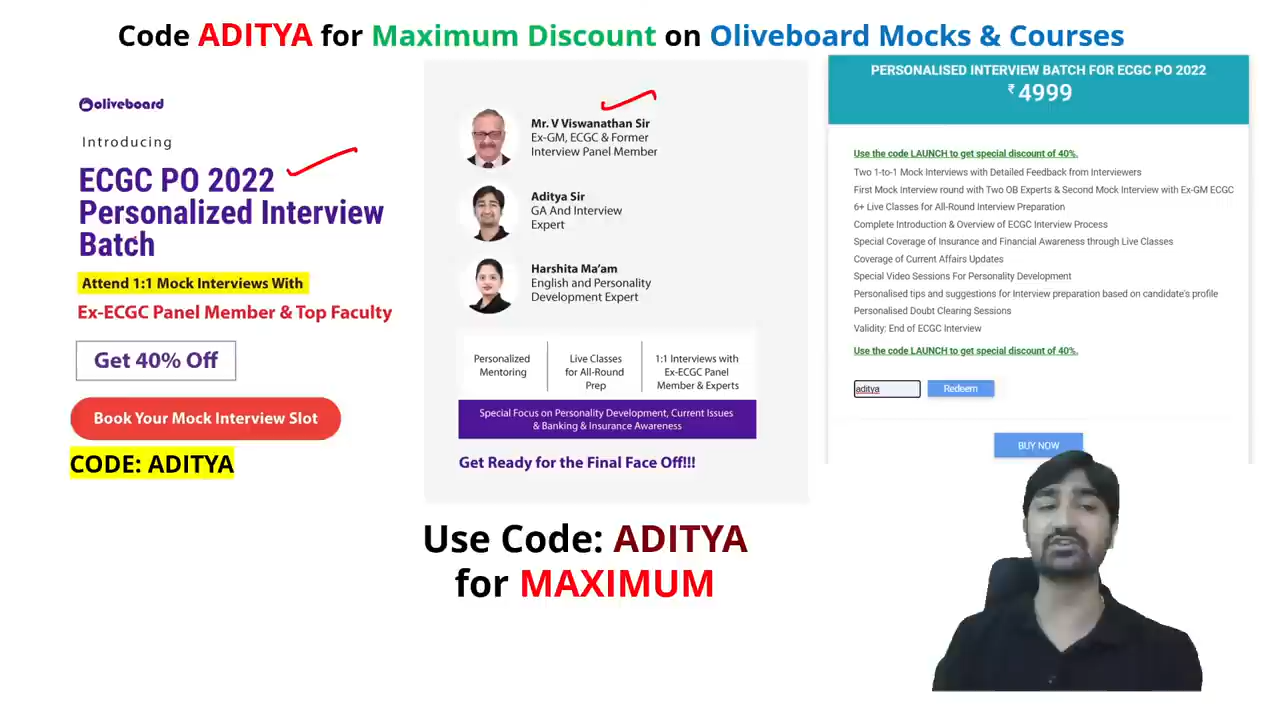 Code ADITYA for Maximum Discount on Oliveboard Mocks & Courses
oliveboard
Introducing
ECGC PO 2022
Personalized Interview
Batch
Attend 1:1 Mock Interviews With
Ex-ECGC Panel Member & Top Faculty
Get 40% Off
Book Your Mock Interview Slot
CODE: ADITYA
Mr. V Viswanathan Sir
Ex-GM, ECGC & Former
Interview Panel Member
Aditya Sir
GA And Interview
Expert
Harshita Ma'am
English and Personality
Development Expert
Personalized
Mentoring
Live Classes
for All-Round
Prep
1:1 Interviews with
Ex-ECGC Panel
Member & Experts
Special Focus on Personality Development, Current Issues
& Banking & Insurance Awareness
Get Ready for the Final Face Off!!!
Use Code: ADITYA
for MAXIMUM
PERSONALISED INTERVIEW BATCH FOR ECGC PO 2022
₹ 4999
Use the code LAUNCH to get special discount of 40%.
Two 1-to-1 Mock Interviews with Detailed Feedback from Interviewers
First Mock Interview round with Two OB Experts & Second Mock Interview with Ex-GM ECGC
6+ Live Classes for All-Round Interview Preparation
Complete Introduction & Overview of ECGC Interview Process
Special Coverage of Insurance and Financial Awareness through Live Classes
Coverage of Current Affairs Updates
Special Video Sessions For Personality Development
Personalised tips and suggestions for Interview preparation based on candidate's profile
Personalised Doubt Clearing Sessions
Validity: End of ECGC Interview
Use the code LAUNCH to get special discount of 40%.
aditya
Redeem
BUY NOW